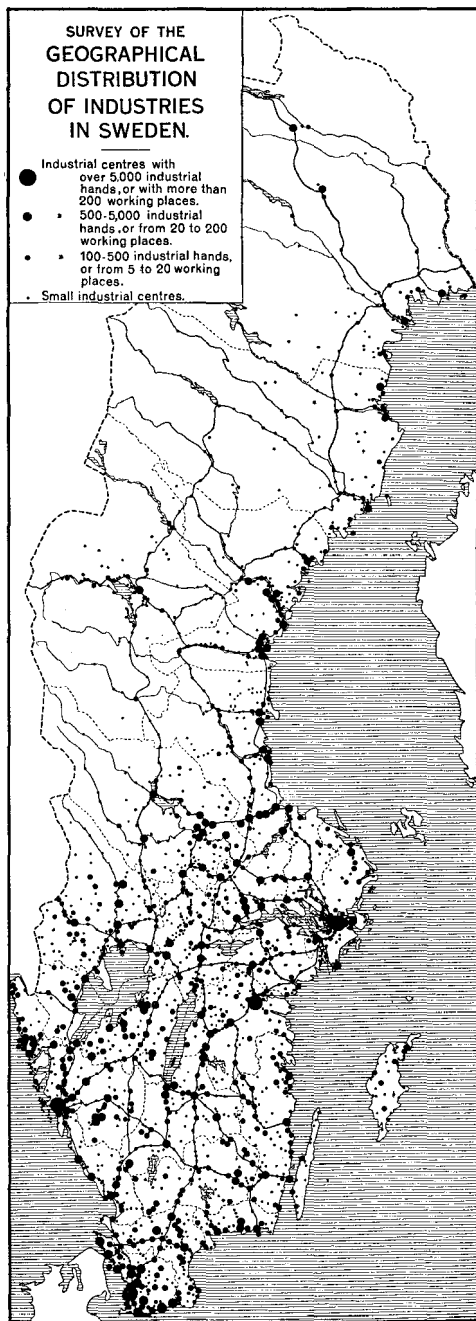 SURVEY OF THE
GEOGRAPHICAL
DISTRIBUTION
OF INDUSTRIES
IN SWEDEN.
Industrial centres with
over 5.000 industrial
hands, or with more than
200 working places.
" 500-5,000 industrial
hands, or from 20 to 200
working places.
" 100-500 industrial hands,
or from 5 to 20 working
places.
Small industrial centres.